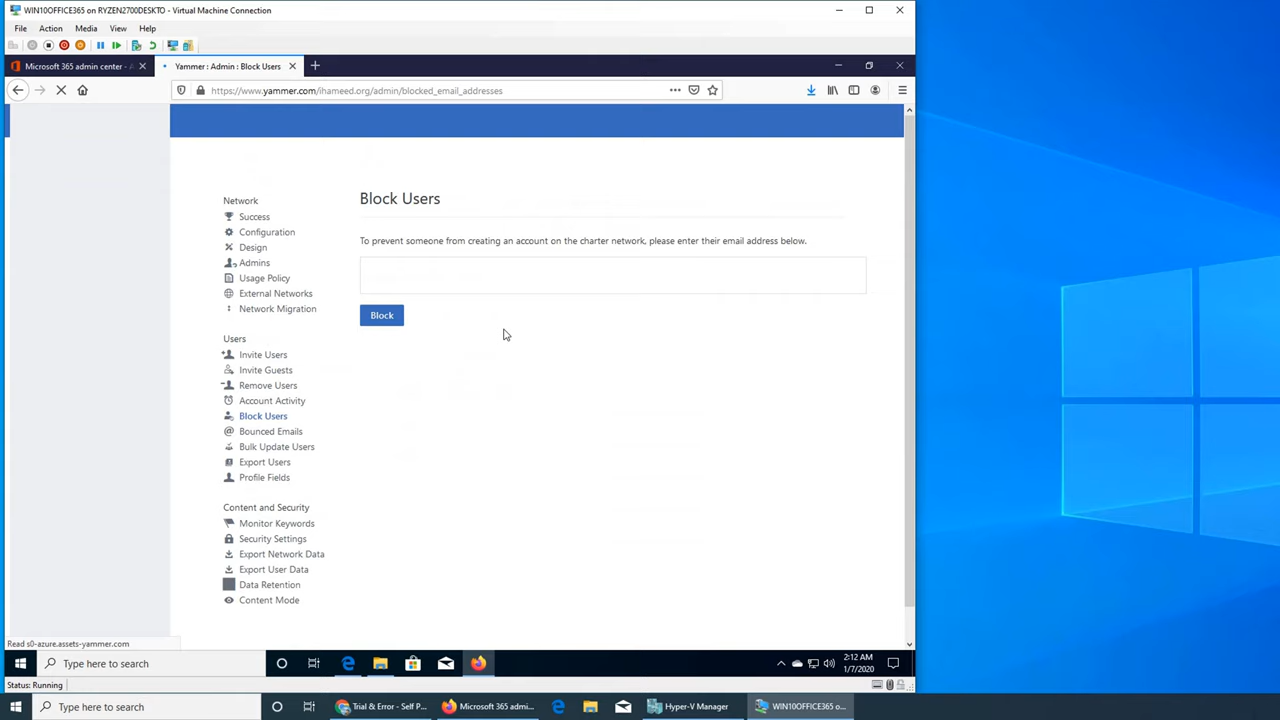 WIN10OFFICE365 on RYZEN2700DESKTO - Virtual Machine Connection
File Action Media View Help
Microsoft 365 admin center - A
Yammer : Admin : Block Users
https://www.yammer.com/ihameed.org/admin/blocked_email_addresses
Network
Success
Configuration
Design
Admins
Usage Policy
External Networks
Network Migration
Users
Invite Users
Invite Guests
Remove Users
Account Activity
Block Users
Bounced Emails
Bulk Update Users
Export Users
Profile Fields
Content and Security
Monitor Keywords
Security Settings
Export Network Data
Export User Data
Data Retention
Content Mode
Block Users
To prevent someone from creating an account on the charter network, please enter their email address below.
Block
Read s0-azure.assets-yammer.com
Type here to search
2:12 AM
1/7/2020
Status: Running
Type here to search
Trial & Error - Self P...
Microsoft 365 admi...
Hyper-V Manager
WIN10OFFICE365 o...